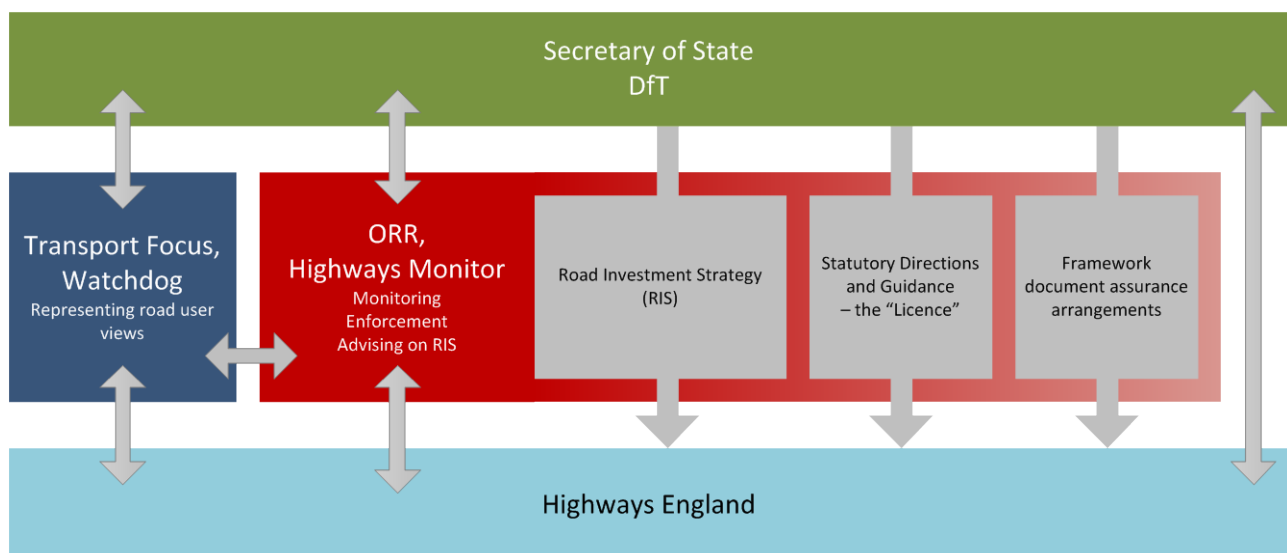 Secretary of State
DfT
Transport Focus,
Watchdog
Representing road user
views
ORR,
Highways Monitor
Monitoring
Enforcement
Advising on RIS
Road Investment Strategy
(RIS)
Statutory Directions
and Guidance
– the “Licence”
Framework
document assurance
arrangements
Highways England